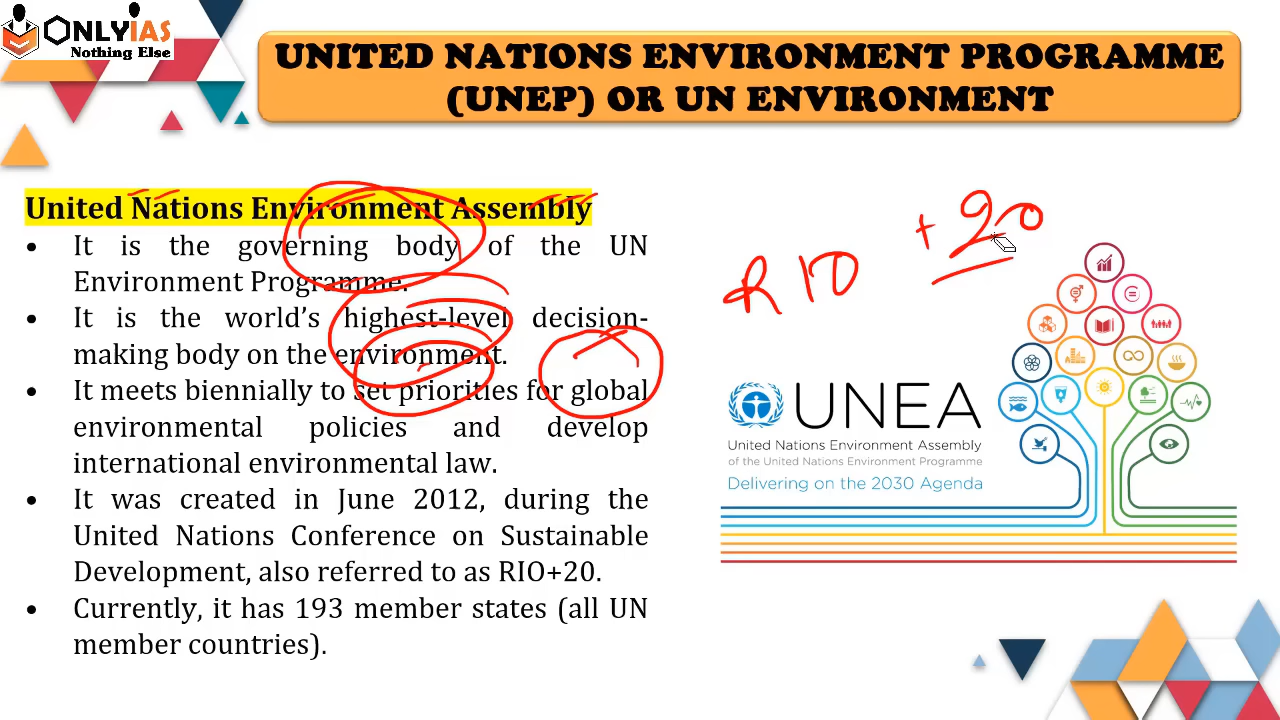 ONLYIAS
Nothing Else
UNITED NATIONS ENVIRONMENT PROGRAMME
(UNEP) OR UN ENVIRONMENT
United Nations Environment Assembly
• It is the governing body of the UN
Environment Programme.
• It is the world's highest-level decision-
making body on the environment.
• It meets biennially to set priorities for global
environmental policies and develop
international environmental law.
• It was created in June 2012, during the
United Nations Conference on Sustainable
Development, also referred to as RIO+20.
• Currently, it has 193 member states (all UN
member countries).
RIO +20
UNEA
United Nations Environment Assembly
of the United Nations Environment Programme
Delivering on the 2030 Agenda